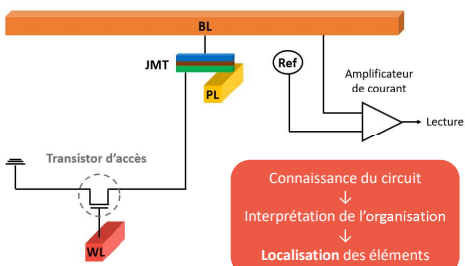 BL
JMT
Ref
PL
Amplificateur
de courant
Lecture
Transistor d'accès
WL
Connaissance du circuit
↓
Interprétation de l'organisation
↓
Localisation des éléments